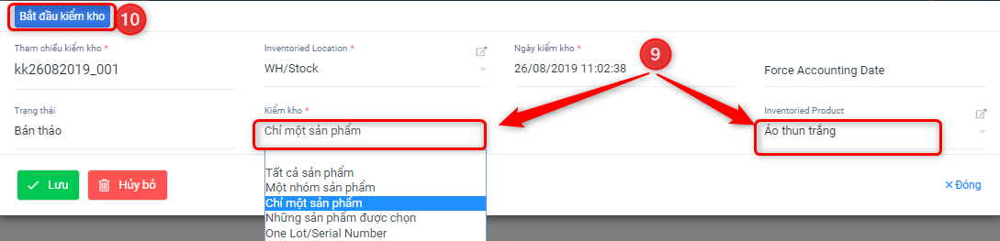 Bắt đầu kiểm kho
10
Tham chiếu kiểm kho *
kk26082019_001
Inventoried Location *
WH/Stock
Ngày kiểm kho *
26/08/2019 11:02:38
9
Force Accounting Date
Trạng thái
Bản thảo
Kiểm kho *
Chỉ một sản phẩm
Inventoried Product
Áo thun trắng
Tất cả sản phẩm
Một nhóm sản phẩm
Chỉ một sản phẩm
Những sản phẩm được chọn
One Lot/Serial Number
Lưu
Hủy bỏ
×Đóng